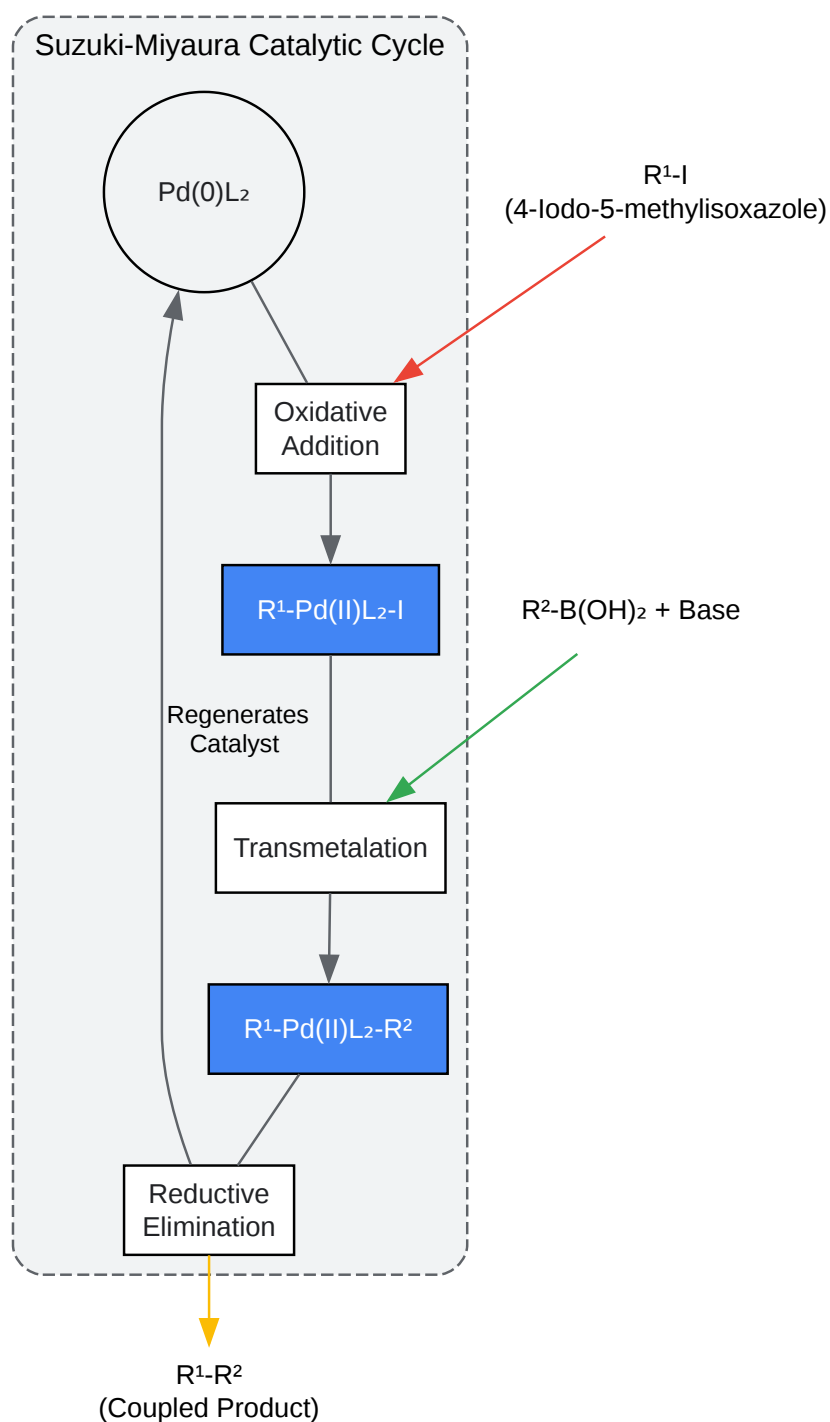 Suzuki-Miyaura Catalytic Cycle
Pd(0)L₂
R¹-I
(4-Iodo-5-methylisoxazole)
Oxidative
Addition
R¹-Pd(II)L₂-I
R²-B(OH)₂ + Base
Regenerates
Catalyst
Transmetalation
R¹-Pd(II)L₂-R²
Reductive
Elimination
R¹-R²
(Coupled Product)